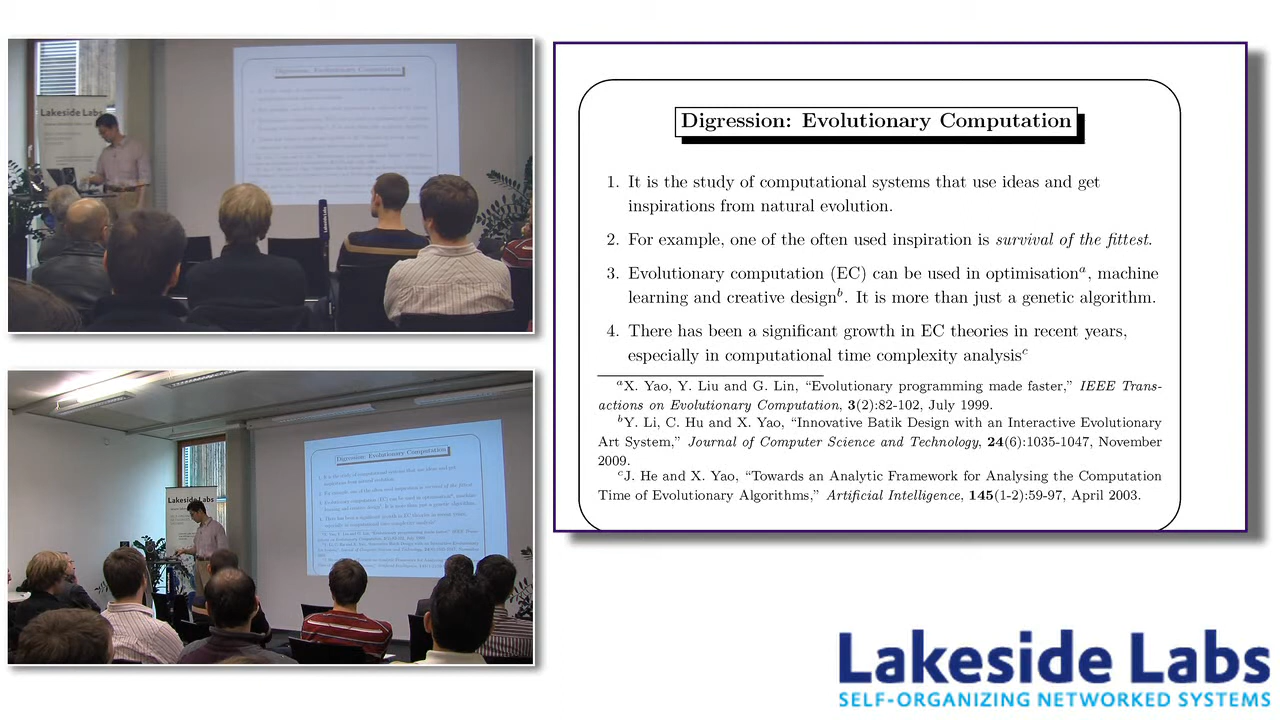 Lakeside Labs
Digression: Evolutionary Computation
1. It is the study of computational systems that use ideas and get
inspirations from natural evolution.
2. For example, one of the often used inspiration is survival of the fittest.
3. Evolutionary computation (EC) can be used in optimisationᵃ, machine
learning and creative designᵇ. It is more than just a genetic algorithm.
4. There has been a significant growth in EC theories in recent years,
especially in computational time complexity analysisᶜ
ᵃX. Yao, Y. Liu and G. Lin, “Evolutionary programming made faster,” IEEE Trans-
actions on Evolutionary Computation, 3(2):82-102, July 1999.
ᵇY. Li, C. Hu and X. Yao, “Innovative Batik Design with an Interactive Evolutionary
Art System,” Journal of Computer Science and Technology, 24(6):1035-1047, November
2009.
ᶜJ. He and X. Yao, “Towards an Analytic Framework for Analysing the Computation
Time of Evolutionary Algorithms,” Artificial Intelligence, 145(1-2):59-97, April 2003.
Digression: Evolutionary Computation
Lakeside Labs
Lakeside Labs
SELF-ORGANIZING NETWORKED SYSTEMS